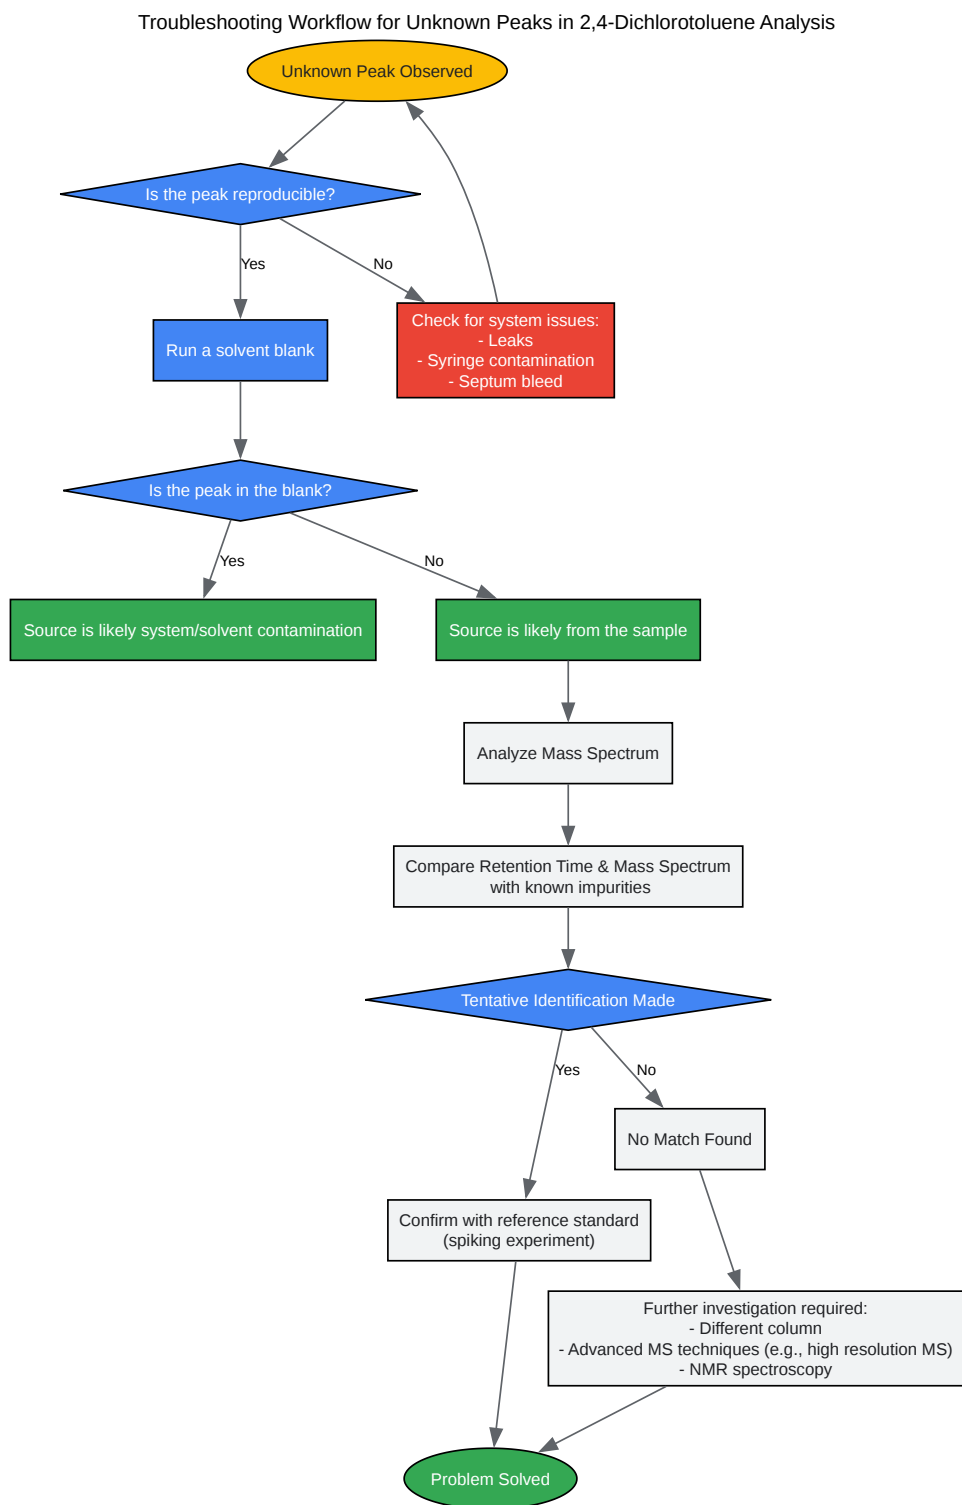 Troubleshooting Workflow for Unknown Peaks in 2,4-Dichlorotoluene Analysis
Unknown Peak Observed
Is the peak reproducible?
Yes
No
Run a solvent blank
Check for system issues:
- Leaks
- Syringe contamination
- Septum bleed
Is the peak in the blank?
Yes
No
Source is likely system/solvent contamination
Source is likely from the sample
Analyze Mass Spectrum
Compare Retention Time & Mass Spectrum
with known impurities
Tentative Identification Made
Yes
No
No Match Found
Confirm with reference standard
(spiking experiment)
Further investigation required:
- Different column
- Advanced MS techniques (e.g., high resolution MS)
- NMR spectroscopy
Problem Solved